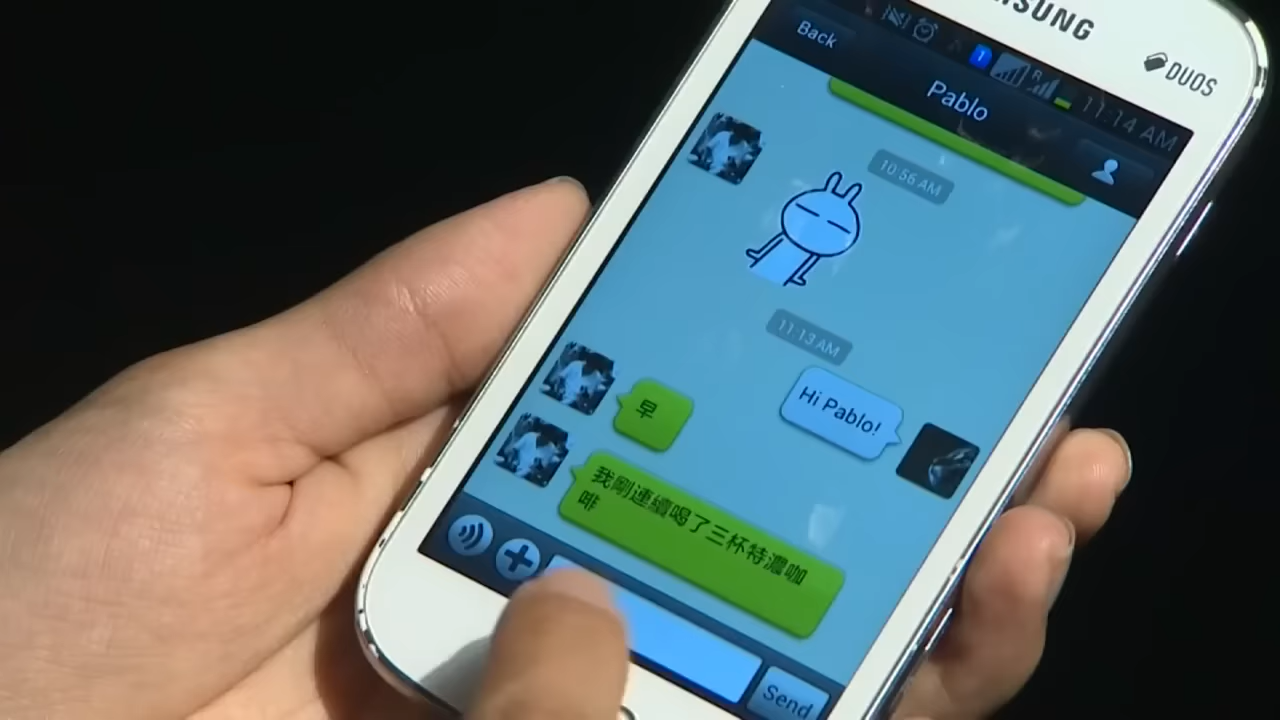 SAMSUNG
DUOS
11:14 AM
Back
Pablo
10:56 AM
11:13 AM
Hi Pablo!
早
我剛連續喝了三杯特濃咖
啡
Send